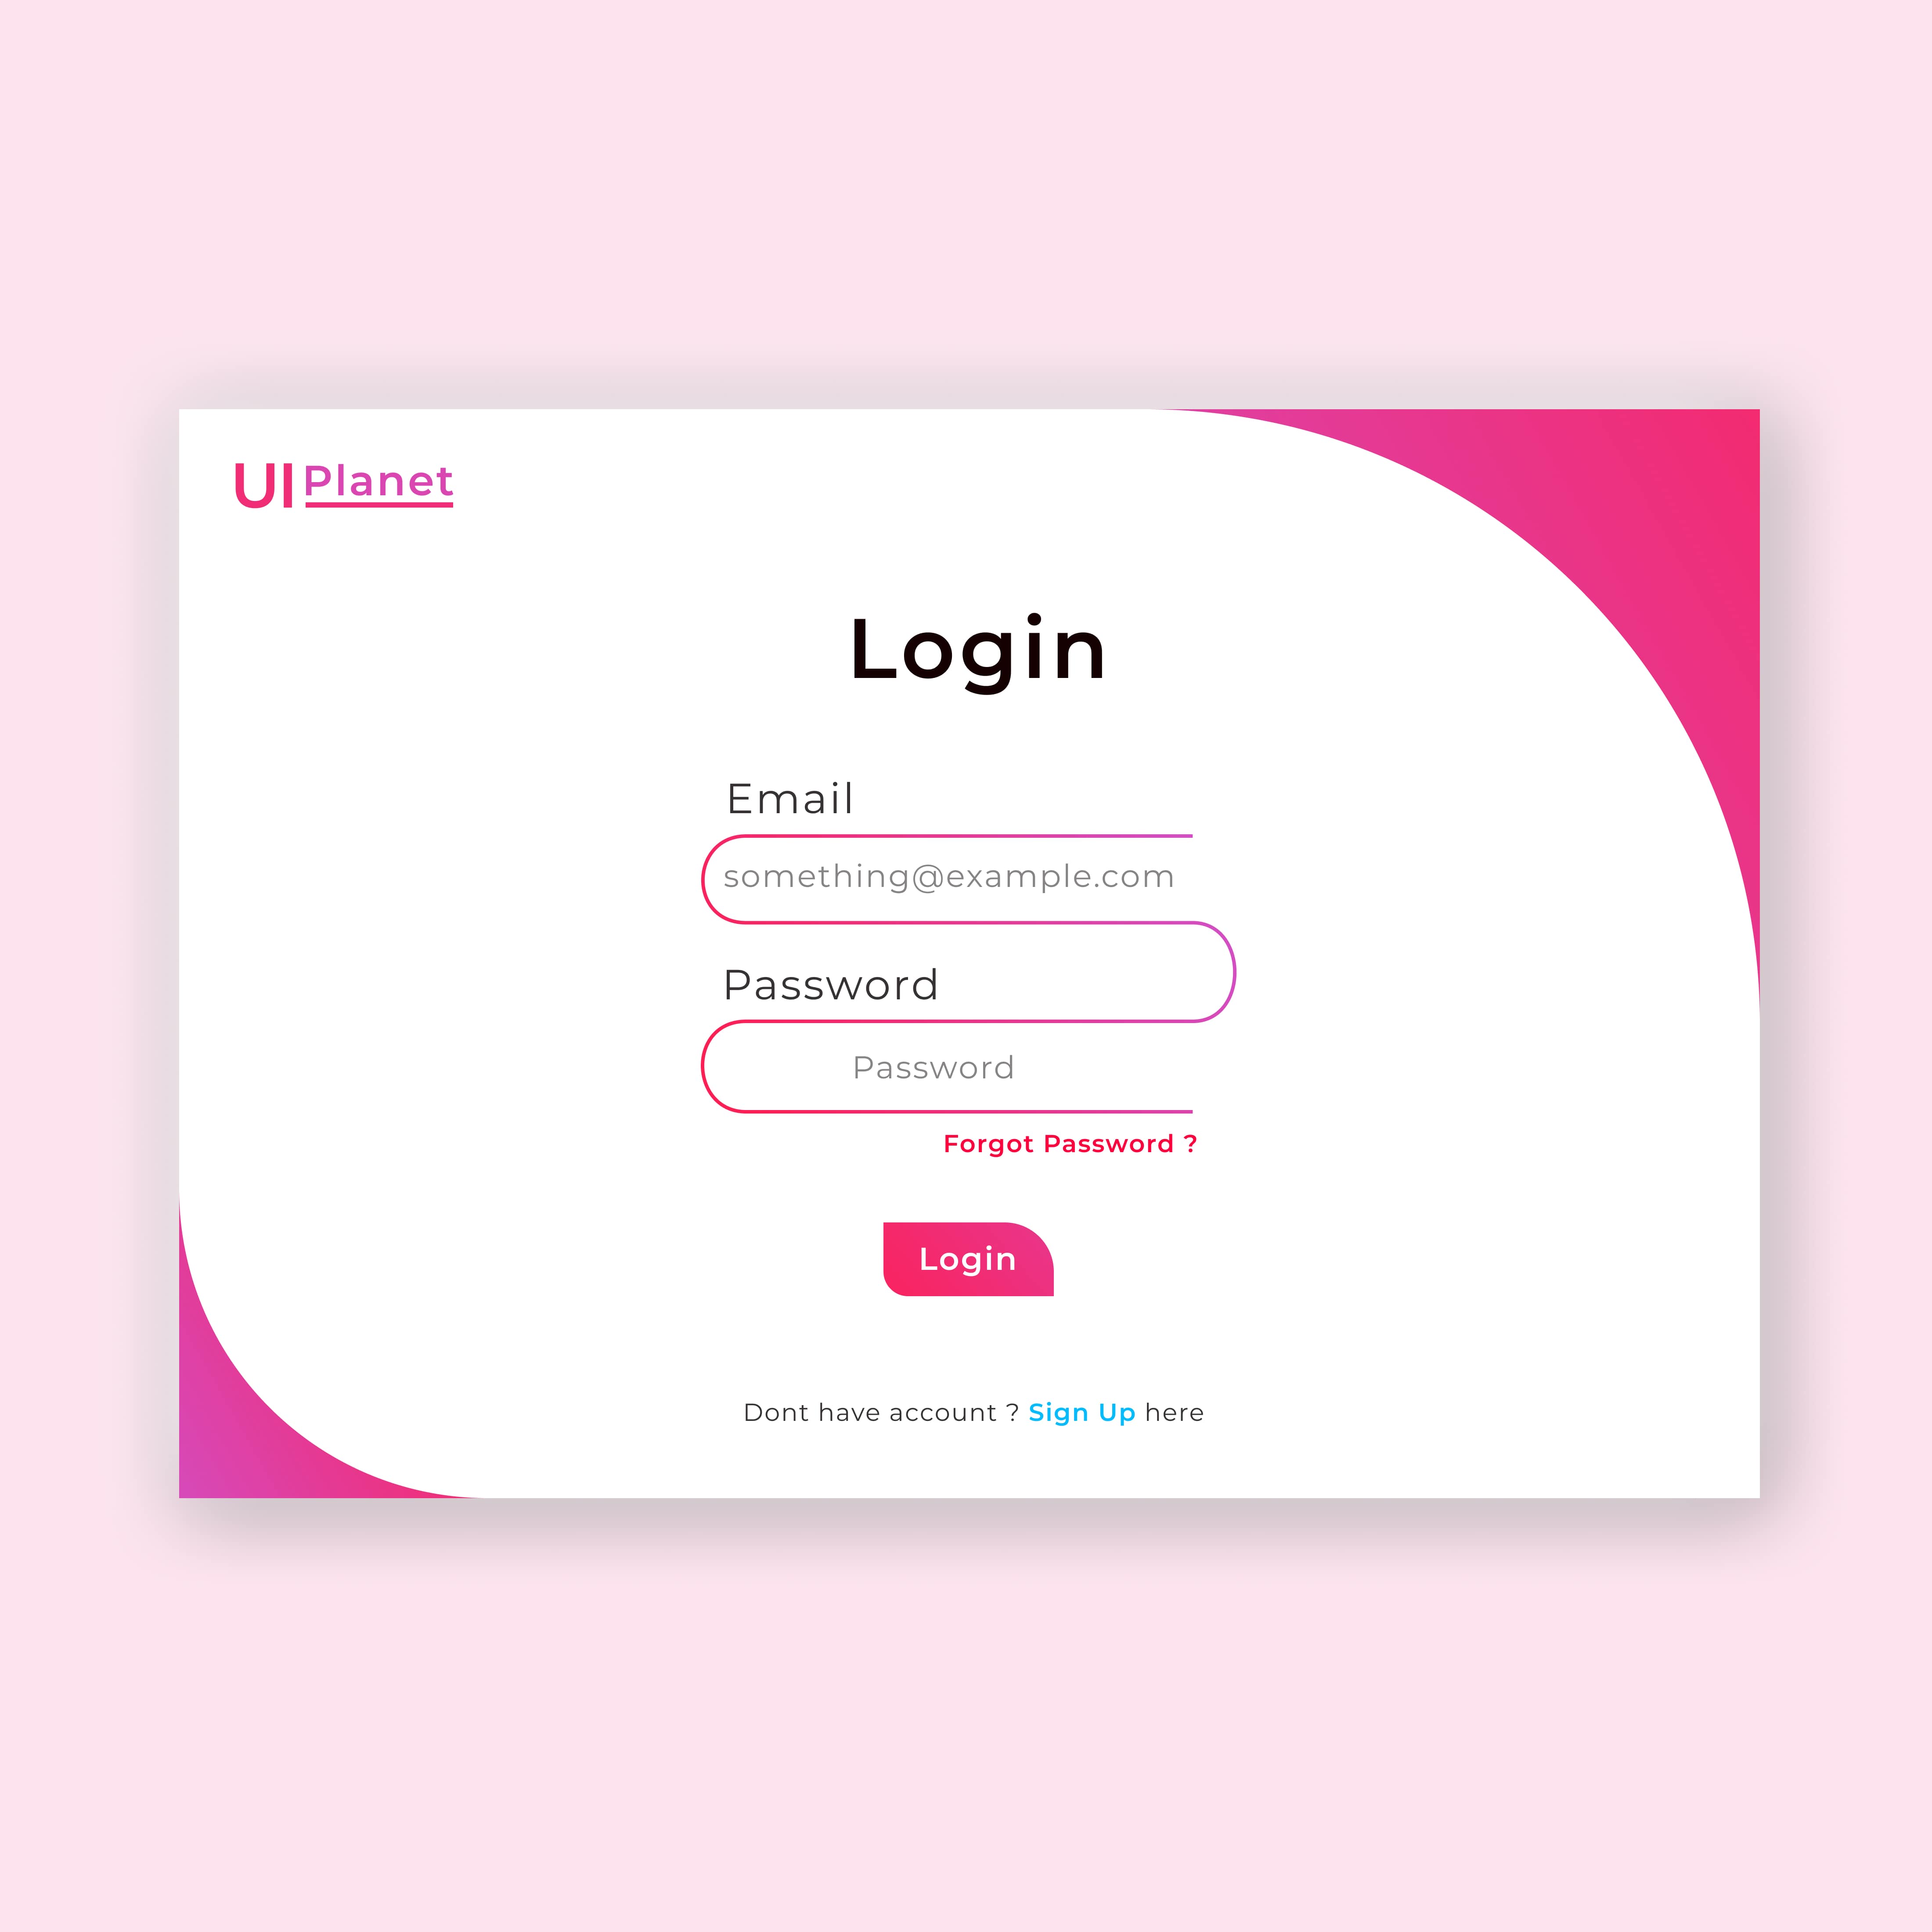 UI Planet
Login
Email
something@example.com
Password
Password
Forgot Password ?
Login
Dont have account ? Sign Up here